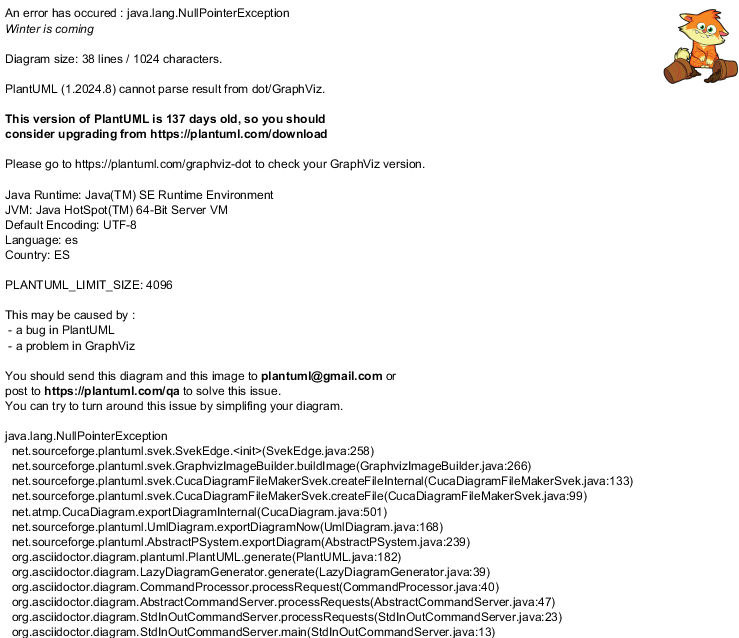 An error has occured : java.lang.NullPointerException
Winter is coming
Diagram size: 38 lines / 1024 characters.
PlantUML (1.2024.8) cannot parse result from dot/GraphViz.
This version of PlantUML is 137 days old, so you should
consider upgrading from https://plantuml.com/download
Please go to https://plantuml.com/graphviz-dot to check your GraphViz version.
Java Runtime: Java(TM) SE Runtime Environment
JVM: Java HotSpot(TM) 64-Bit Server VM
Default Encoding: UTF-8
Language: es
Country: ES
PLANTUML_LIMIT_SIZE: 4096
This may be caused by :
- a bug in PlantUML
- a problem in GraphViz
You should send this diagram and this image to plantuml@gmail.com or
post to https://plantuml.com/qa to solve this issue.
You can try to turn around this issue by simplifing your diagram.
java.lang.NullPointerException
net.sourceforge.plantuml.svek.SvekEdge.<init>(SvekEdge.java:258)
net.sourceforge.plantuml.svek.GraphvizImageBuilder.buildImage(GraphvizImageBuilder.java:266)
net.sourceforge.plantuml.svek.CucaDiagramFileMakerSvek.createFileInternal(CucaDiagramFileMakerSvek.java:133)
net.sourceforge.plantuml.svek.CucaDiagramFileMakerSvek.createFile(CucaDiagramFileMakerSvek.java:99)
net.atmp.CucaDiagram.exportDiagramInternal(CucaDiagram.java:501)
net.sourceforge.plantuml.UmlDiagram.exportDiagramNow(UmlDiagram.java:168)
net.sourceforge.plantuml.AbstractPSystem.exportDiagram(AbstractPSystem.java:239)
org.asciidoctor.diagram.plantuml.PlantUML.generate(PlantUML.java:182)
org.asciidoctor.diagram.LazyDiagramGenerator.generate(LazyDiagramGenerator.java:39)
org.asciidoctor.diagram.CommandProcessor.processRequest(CommandProcessor.java:40)
org.asciidoctor.diagram.AbstractCommandServer.processRequests(AbstractCommandServer.java:47)
org.asciidoctor.diagram.StdInOutCommandServer.processRequests(StdInOutCommandServer.java:23)
org.asciidoctor.diagram.StdInOutCommandServer.main(StdInOutCommandServer.java:13)